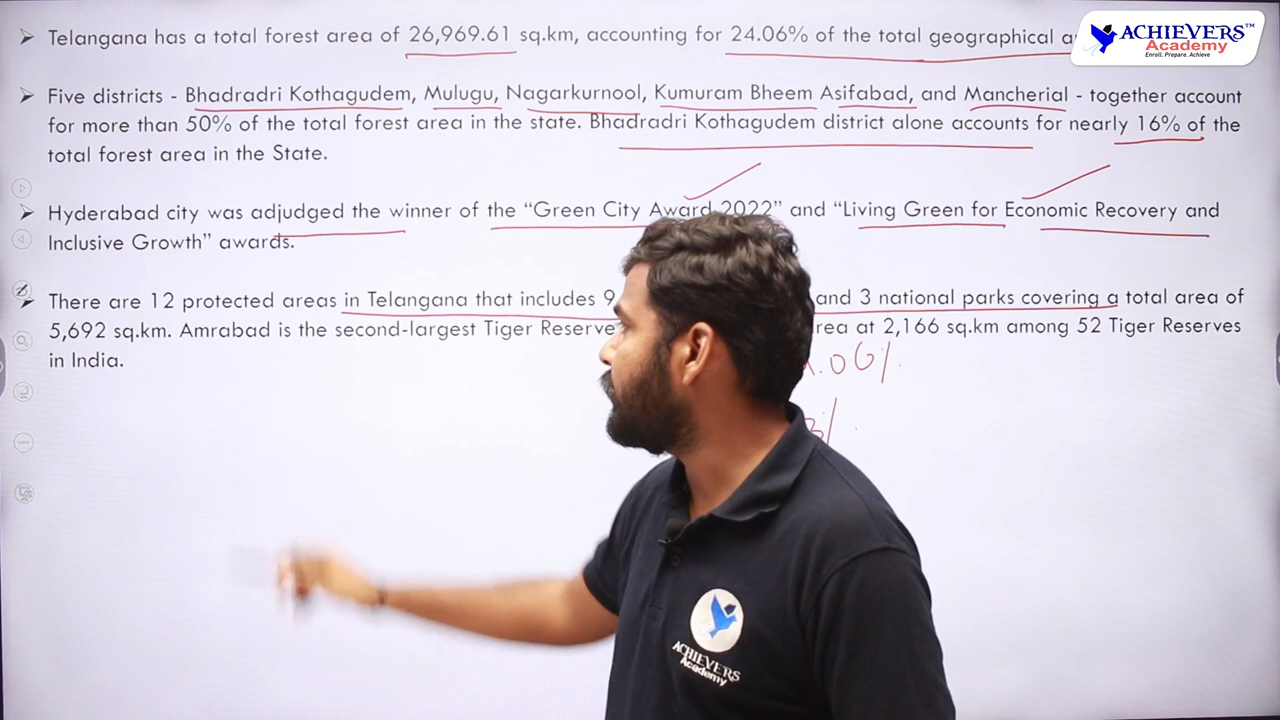 Telangana has a total forest area of 26,969.61 sq.km, accounting for 24.06% of the total geographical
ACHIEVERS™
Academy
Enroll. Prepare. Achieve
Five districts - Bhadradri Kothagudem, Mulugu, Nagarkurnool, Kumuram Bheem Asifabad, and Mancherial - together account
for more than 50% of the total forest area in the state. Bhadradri Kothagudem district alone accounts for nearly 16% of the
total forest area in the State.
Hyderabad city was adjudged the winner of the “Green City Award 2022” and “Living Green for Economic Recovery and
Inclusive Growth” awards.
There are 12 protected areas in Telangana that includes 9 and 3 national parks covering a total area of
5,692 sq.km. Amrabad is the second-largest Tiger Reserve at 2,166 sq.km among 52 Tiger Reserves
in India.
ACHIEVERS
Academy